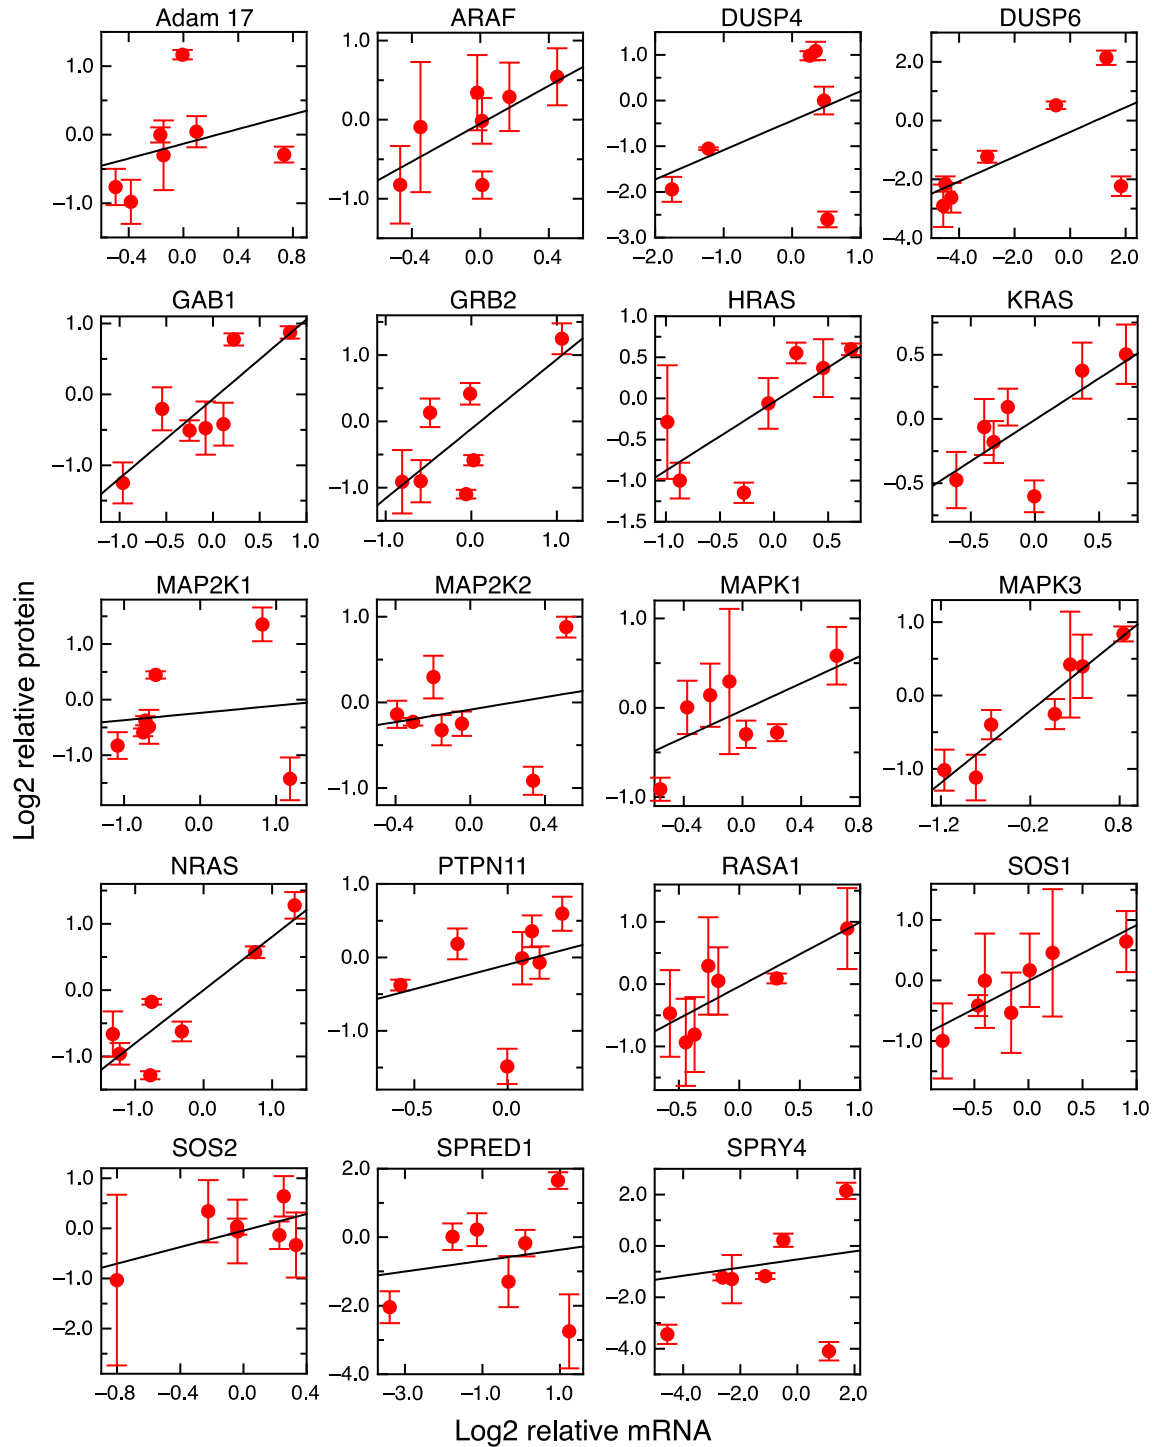 Adam 17 ARAF DUSP4 DUSP6
1.0 0.0 −1.0
−0.4 0.0 0.4 0.8
1.0 0.0 −1.0
−0.4 0.0 0.4
1.0 0.0 −1.0 −2.0 −3.0
−2.0 −1.0 0.0 1.0
2.0 0.0 −2.0 −4.0
−4.0 −2.0 0.0 2.0
GAB1 GRB2 HRAS KRAS
1.0 0.0 −1.0
−1.0 −0.5 0.0 0.5 1.0
1.0 0.0 −1.0
−1.0 0.0 1.0
1.0 0.5 0.0 −0.5 −1.0 −1.5
−1.0 −0.5 0.0 0.5
0.5 0.0 −0.5
−0.5 0.0 0.5
Log2 relative protein
MAP2K1 MAP2K2 MAPK1 MAPK3
1.0 0.0 −1.0
−1.0 0.0 1.0
1.0 0.0 −1.0
−0.4 0.0 0.4
1.0 0.0 −1.0
−0.4 0.0 0.4 0.8
1.0 0.0 −1.0
−1.2 −0.2 0.8
NRAS PTPN11 RASA1 SOS1
1.0 0.0 −1.0
−1.0 0.0 1.0
1.0 0.0 −1.0
−0.5 0.0
1.0 0.0 −1.0
−0.5 0.0 0.5 1.0
1.0 0.0 −1.0
−0.5 0.0 0.5 1.0
SOS2 SPRED1 SPRY4
1.0 0.0 −1.0 −2.0
−0.8 −0.4 0.0 0.4
2.0 0.0 −2.0 −4.0
−3.0 −1.0 1.0
2.0 0.0 −2.0 −4.0
−4.0 −2.0 0.0 2.0
Log2 relative mRNA